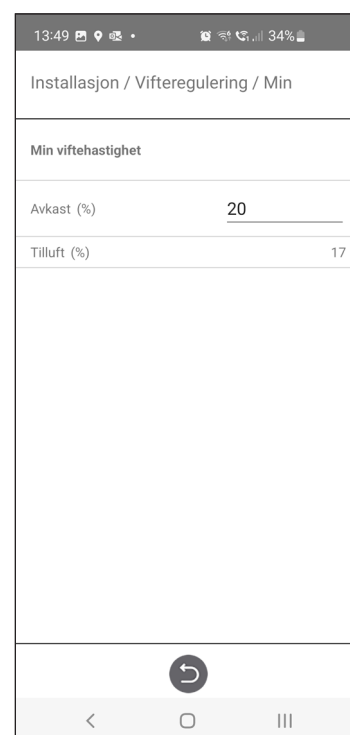 13:49 34%
Installasjon / Vifteregulering / Min
Min viftehastighet
Avkast (%) 20
Tilluft (%) 17